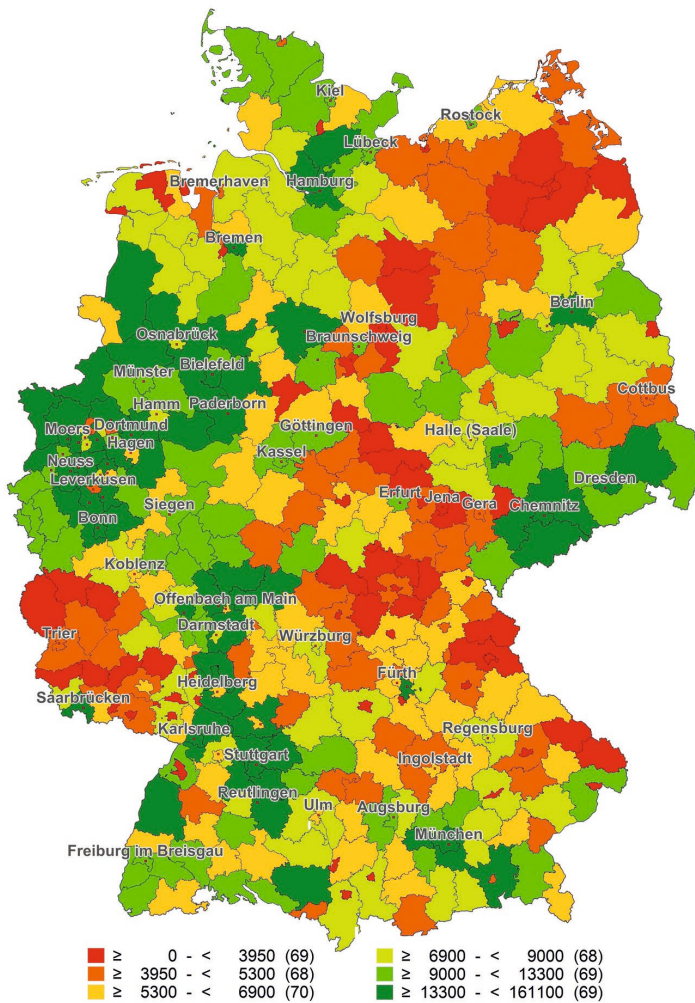 Kiel
Rostock
Lübeck
Bremerhaven
Hamburg
Bremen
Berlin
Wolfsburg
Osnabrück
Braunschweig
Bielefeld
Münster
Cottbus
Hamm
Paderborn
Moers
Dortmund
Göttingen
Halle (Saale)
Hagen
Kassel
Neuss
Leverkusen
Dresden
Erfurt
Jena
Siegen
Gera
Chemnitz
Bonn
Koblenz
Offenbach am Main
Trier
Darmstadt
Würzburg
Fürth
Heidelberg
Saarbrücken
Karlsruhe
Regensburg
Stuttgart
Ingolstadt
Reutlingen
Ulm
Augsburg
München
Freiburg im Breisgau
≥ 0 - < 3950 (69)
≥ 3950 - < 5300 (68)
≥ 5300 - < 6900 (70)
≥ 6900 - < 9000 (68)
≥ 9000 - < 13300 (69)
≥ 13300 - < 161100 (69)